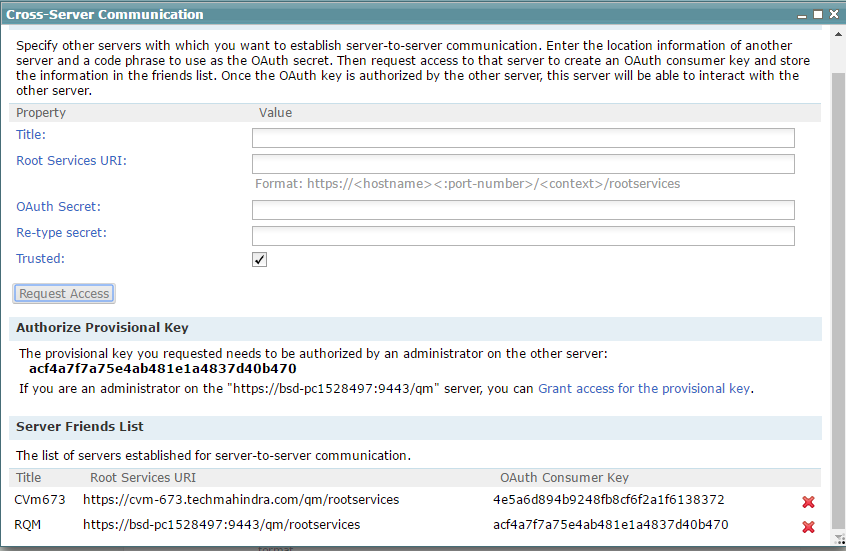 Cross-Server Communication
Specify other servers with which you want to establish server-to-server communication. Enter the location information of another
server and a code phrase to use as the OAuth secret. Then request access to that server to create an OAuth consumer key and store
the information in the friends list. Once the OAuth key is authorized by the other server, this server will be able to interact with the
other server.
Property Value
Title:
Root Services URI:
Format: https://<hostname><:port-number>/<context>/rootservices
OAuth Secret:
Re-type secret:
Trusted:
Request Access
Authorize Provisional Key
The provisional key you requested needs to be authorized by an administrator on the other server:
acf4a7f7a75e4ab481e1a4837d40b470
If you are an administrator on the "https://bsd-pc1528497:9443/qm" server, you can Grant access for the provisional key.
Server Friends List
The list of servers established for server-to-server communication.
Title Root Services URI OAuth Consumer Key
CVm673 https://cvm-673.techmahindra.com/qm/rootservices 4e5a6d894b9248fb8cf6f2a1f6138372
RQM https://bsd-pc1528497:9443/qm/rootservices acf4a7f7a75e4ab481e1a4837d40b470